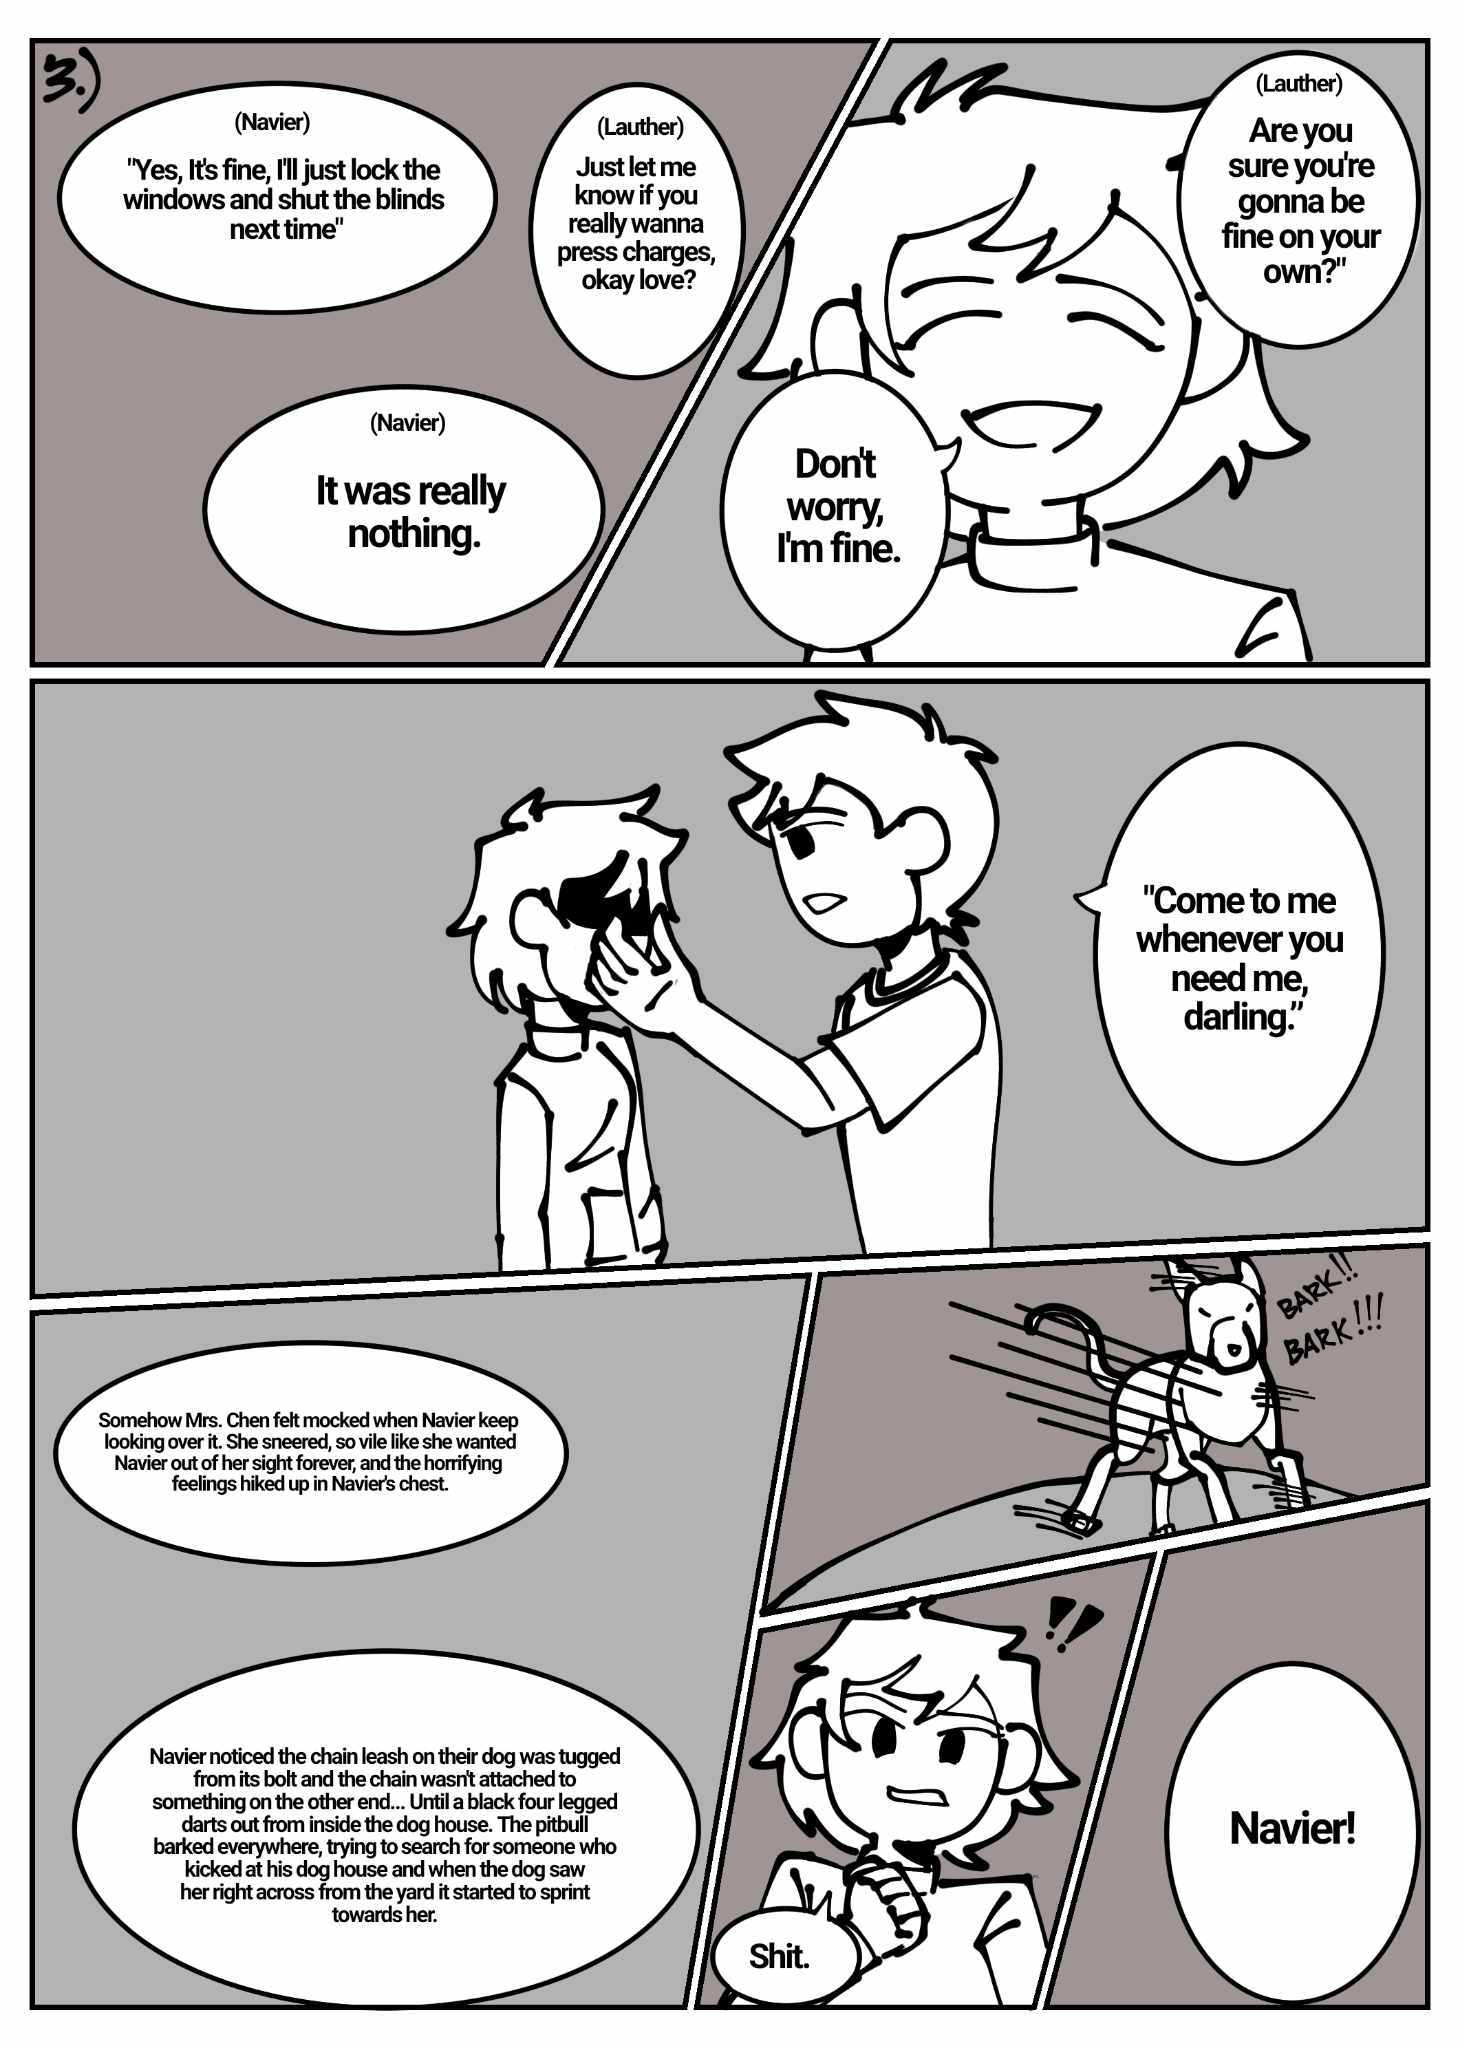 3.)
(Navier)
"Yes, It's fine, I'll just lock the
windows and shut the blinds
next time"
(Lauther)
Just let me
know if you
really wanna
press charges,
okay love?
(Navier)
It was really
nothing.
(Lauther)
Are you
sure you're
gonna be
fine on your
own?"
Don't
worry,
I'm fine.
"Come to me
whenever you
need me,
darling.”
Somehow Mrs. Chen felt mocked when Navier keep
looking over it. She sneered, so vile like she wanted
Navier out of her sight forever, and the horrifying
feelings hiked up in Navier's chest.
Navier noticed the chain leash on their dog was tugged
from its bolt and the chain wasn't attached to
something on the other end... Until a black four legged
darts out from inside the dog house. The pitbull
barked everywhere, trying to search for someone who
kicked at his dog house and when the dog saw
her right across from the yard it started to sprint
towards her.
BARK!!
BARK!!!
!!
Shit.
Navier!